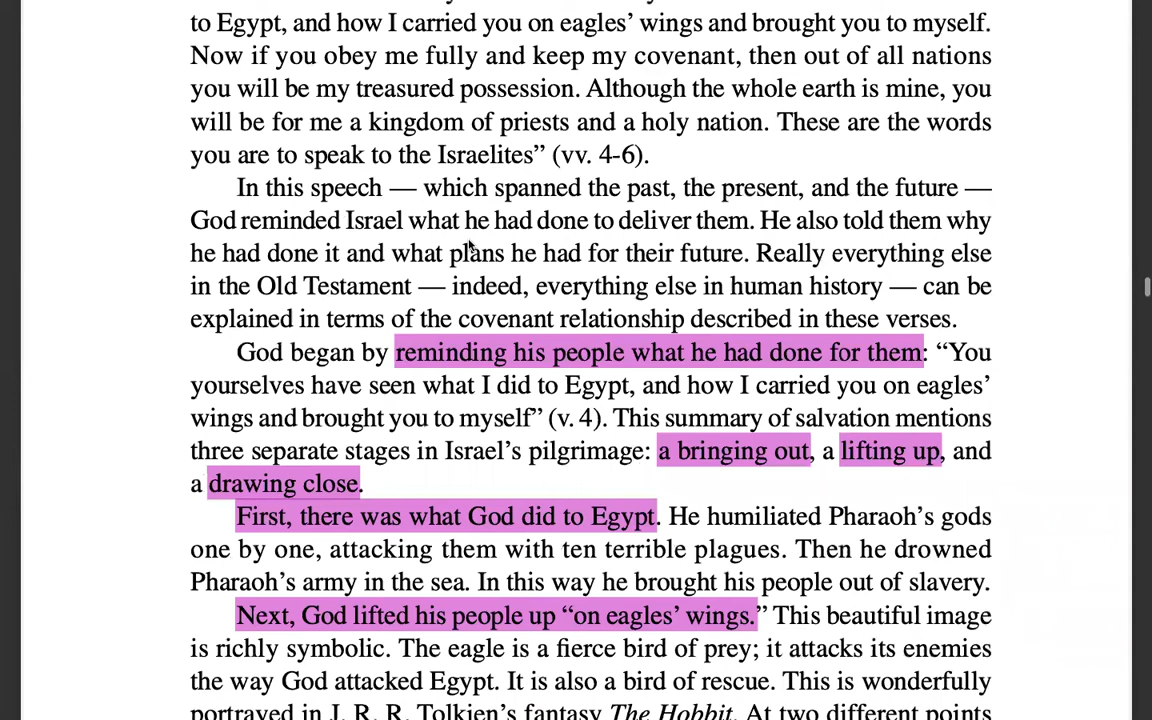 to Egypt, and how I carried you on eagles’ wings and brought you to myself.
Now if you obey me fully and keep my covenant, then out of all nations
you will be my treasured possession. Although the whole earth is mine, you
will be for me a kingdom of priests and a holy nation. These are the words
you are to speak to the Israelites” (vv. 4-6).
In this speech — which spanned the past, the present, and the future —
God reminded Israel what he had done to deliver them. He also told them why
he had done it and what plans he had for their future. Really everything else
in the Old Testament — indeed, everything else in human history — can be
explained in terms of the covenant relationship described in these verses.
God began by reminding his people what he had done for them: “You
yourselves have seen what I did to Egypt, and how I carried you on eagles’
wings and brought you to myself” (v. 4). This summary of salvation mentions
three separate stages in Israel’s pilgrimage: a bringing out, a lifting up, and
a drawing close.
First, there was what God did to Egypt. He humiliated Pharaoh’s gods
one by one, attacking them with ten terrible plagues. Then he drowned
Pharaoh’s army in the sea. In this way he brought his people out of slavery.
Next, God lifted his people up “on eagles’ wings.” This beautiful image
is richly symbolic. The eagle is a fierce bird of prey; it attacks its enemies
the way God attacked Egypt. It is also a bird of rescue. This is wonderfully
portrayed in J. R. R. Tolkien’s fantasy The Hobbit. At two different points